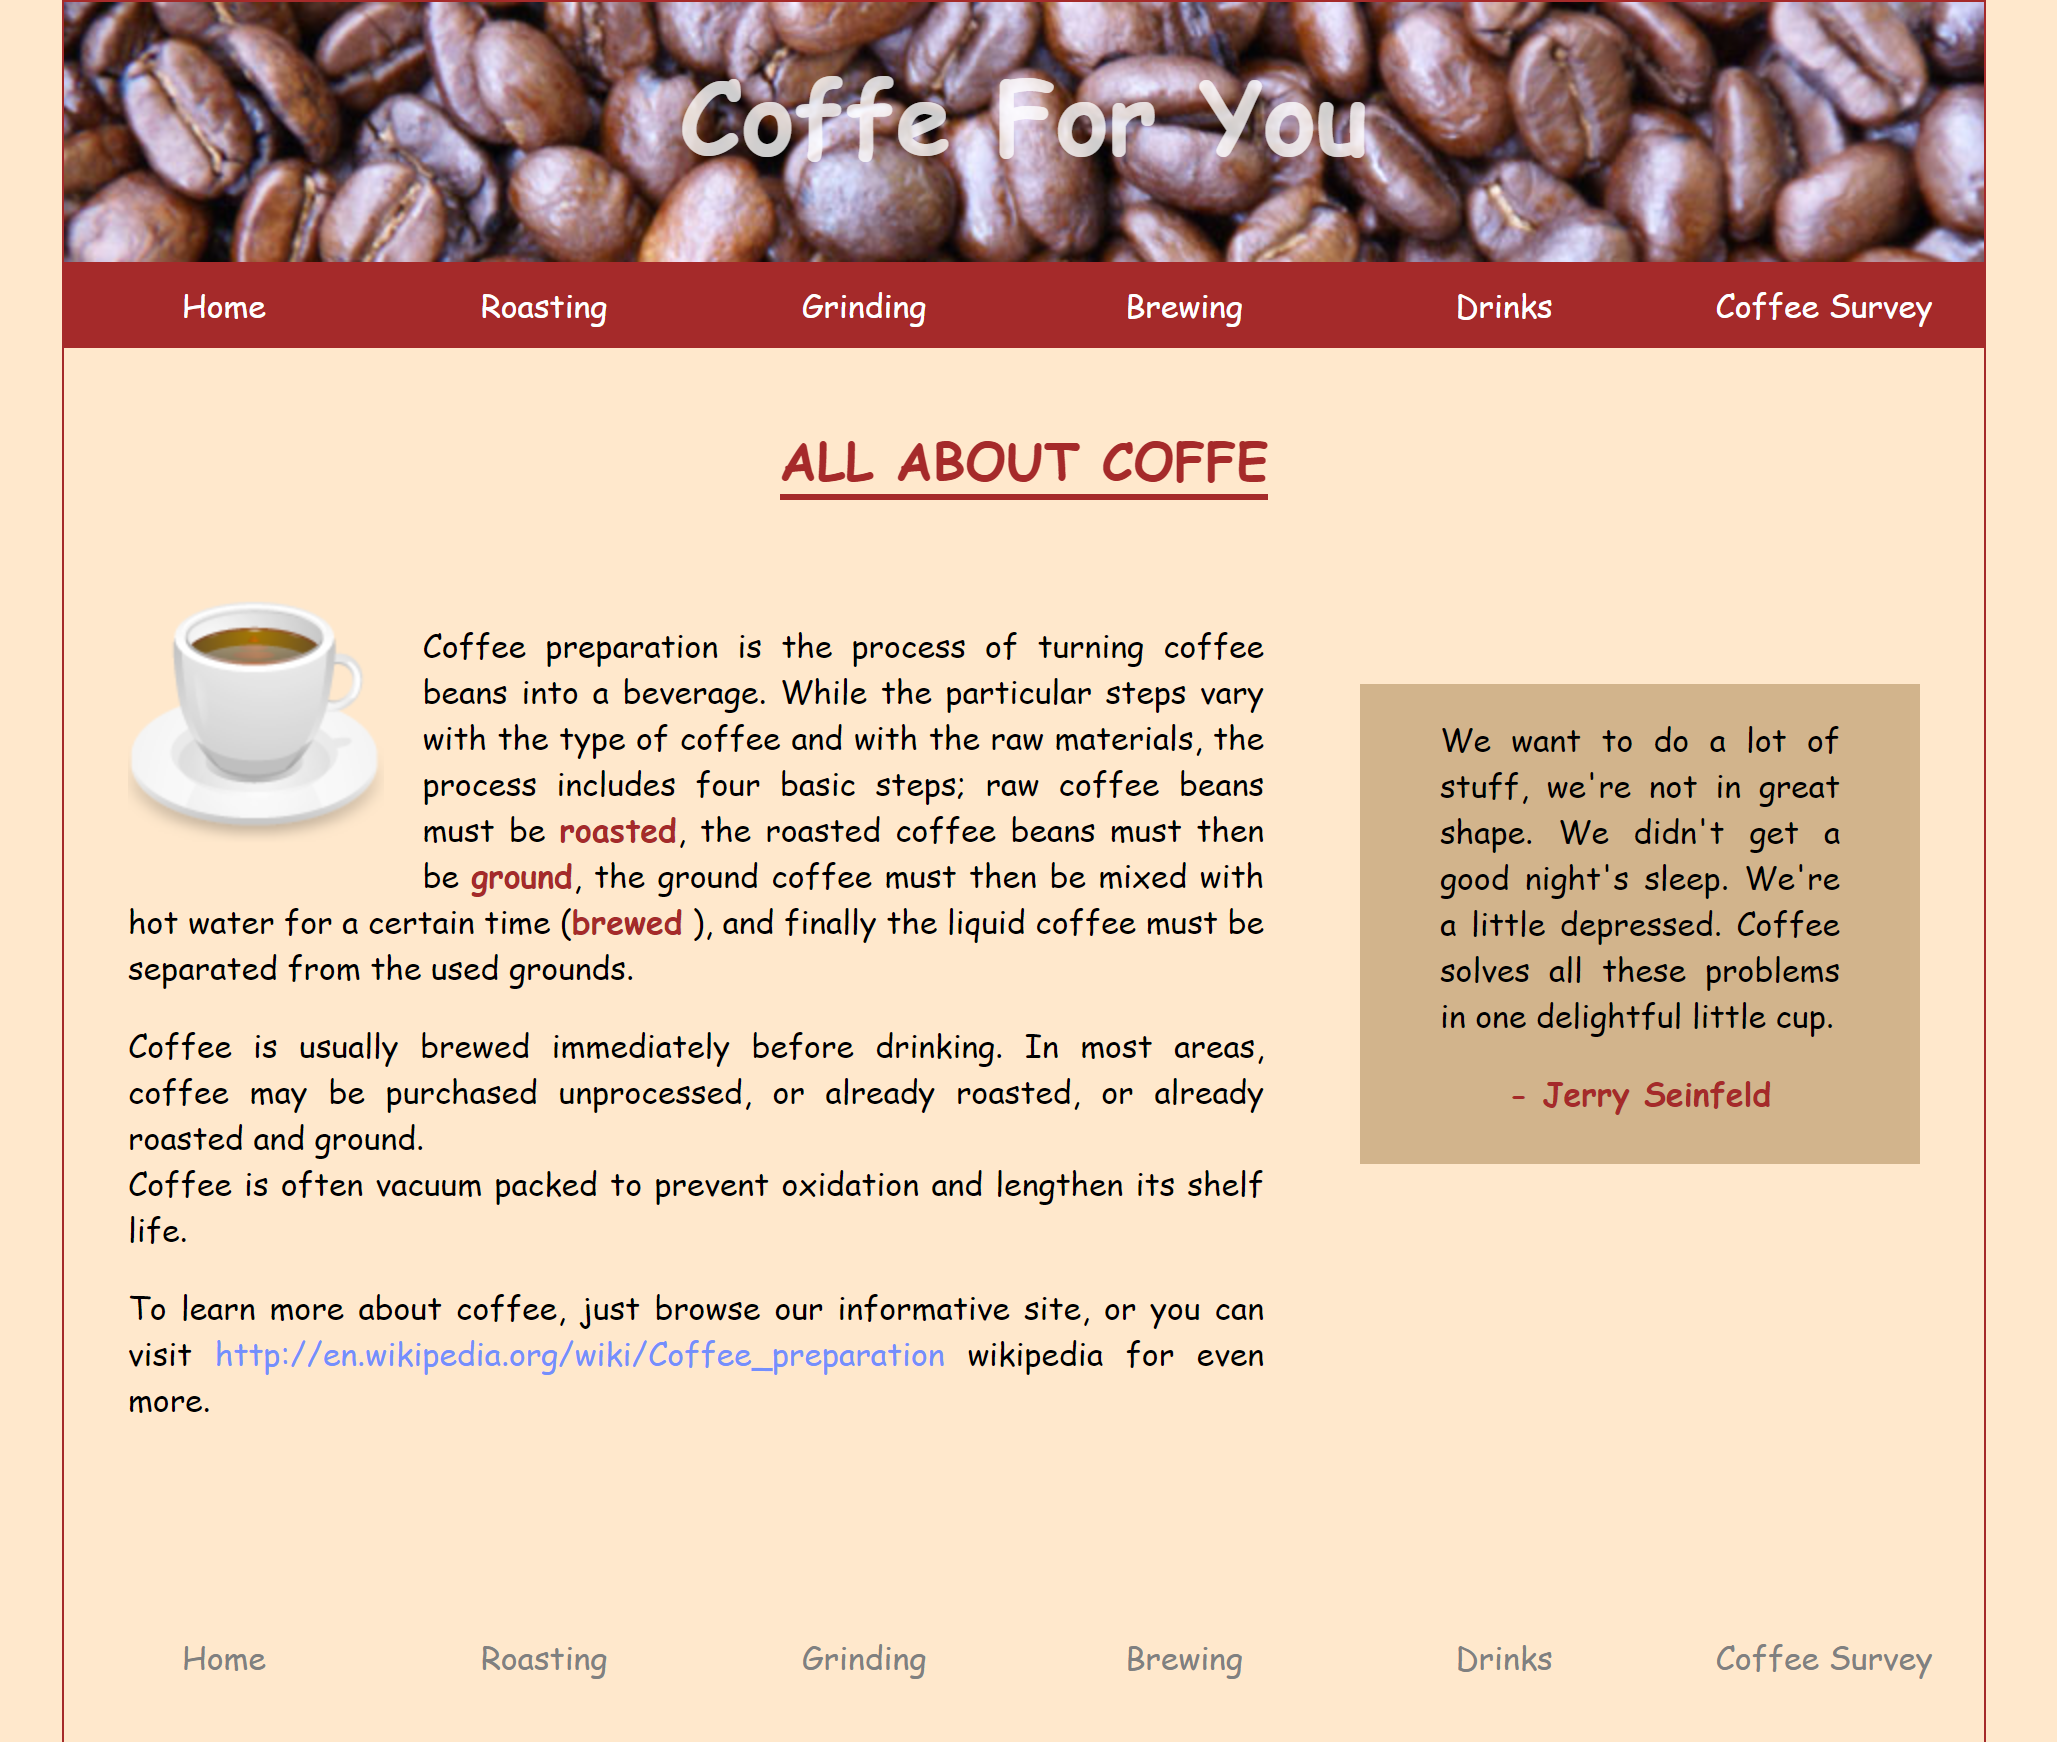 Coffe For You
Home Roasting Grinding Brewing Drinks Coffee Survey
ALL ABOUT COFFE
Coffee preparation is the process of turning coffee
beans into a beverage. While the particular steps vary
with the type of coffee and with the raw materials, the
process includes four basic steps; raw coffee beans
must be roasted, the roasted coffee beans must then
be ground, the ground coffee must then be mixed with
hot water for a certain time (brewed ), and finally the liquid coffee must be
separated from the used grounds.
Coffee is usually brewed immediately before drinking. In most areas,
coffee may be purchased unprocessed, or already roasted, or already
roasted and ground.
Coffee is often vacuum packed to prevent oxidation and lengthen its shelf
life.
To learn more about coffee, just browse our informative site, or you can
visit http://en.wikipedia.org/wiki/Coffee_preparation wikipedia for even
more.
We want to do a lot of
stuff, we're not in great
shape. We didn't get a
good night's sleep. We're
a little depressed. Coffee
solves all these problems
in one delightful little cup.
- Jerry Seinfeld
Home Roasting Grinding Brewing Drinks Coffee Survey